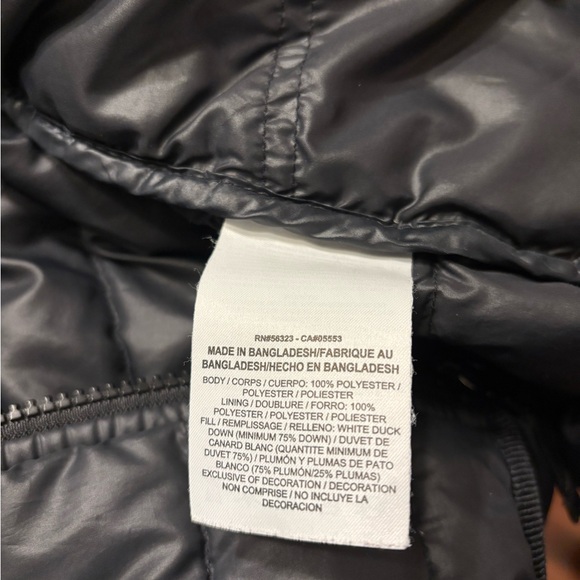 RN#56323 - CA#05553
MADE IN BANGLADESH/FABRIQUE AU
BANGLADESH/HECHO EN BANGLADESH
BODY / CORPS / CUERPO: 100% POLYESTER /
POLYESTER / POLIESTER
LINING / DOUBLURE / FORRO: 100%
POLYESTER / POLYESTER / POLIESTER
FILL / REMPLISSAGE / RELLENO: WHITE DUCK
DOWN (MINIMUM 75% DOWN) / DUVET DE
CANARD BLANC (QUANTITE MINIMUM DE
DUVET 75%) / PLUMÓN Y PLUMAS DE PATO
BLANCO (75% PLUMÓN/25% PLUMAS)
EXCLUSIVE OF DECORATION / DECORATION
NON COMPRISE / NO INCLUYE LA
DECORACION